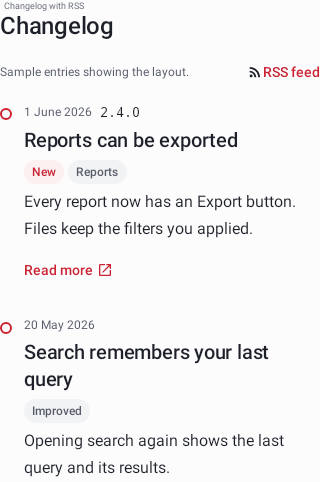 Changelog with RSS
Changelog
Sample entries showing the layout.
RSS feed
1 June 2026 2.4.0
Reports can be exported
New Reports
Every report now has an Export button.
Files keep the filters you applied.
Read more
20 May 2026
Search remembers your last
query
Improved
Opening search again shows the last
query and its results.